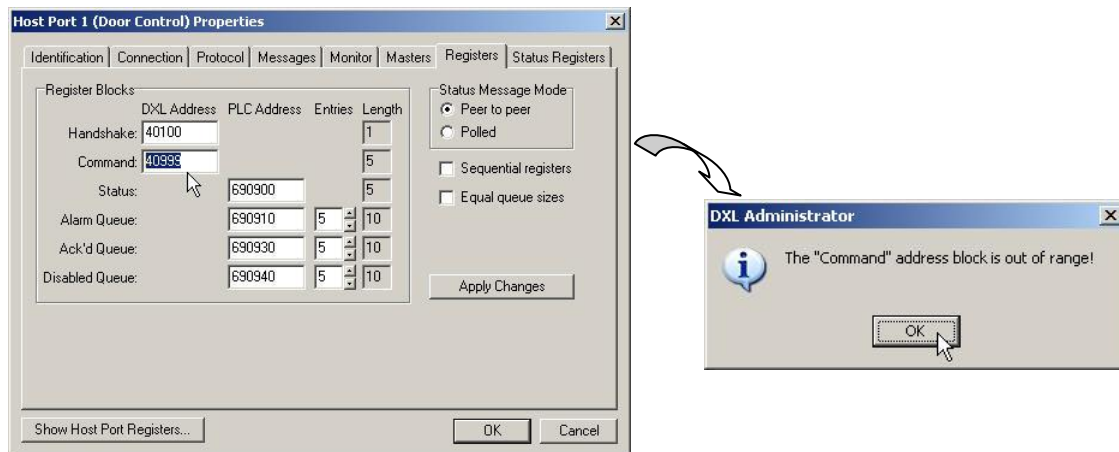 Host Port 1 (Door Control) Properties
Identification Connection Protocol Messages Monitor Masters Registers Status Registers
Register Blocks
DXL Address PLC Address Entries Length
Handshake: 40100 1
Command: 40999 5
Status: 690900 5
Alarm Queue: 690910 5 10
Ack'd Queue: 690930 5 10
Disabled Queue: 690940 5 10
Status Message Mode
Peer to peer
Polled
Sequential registers
Equal queue sizes
Apply Changes
Show Host Port Registers...
OK Cancel
DXL Administrator
The "Command" address block is out of range!
OK